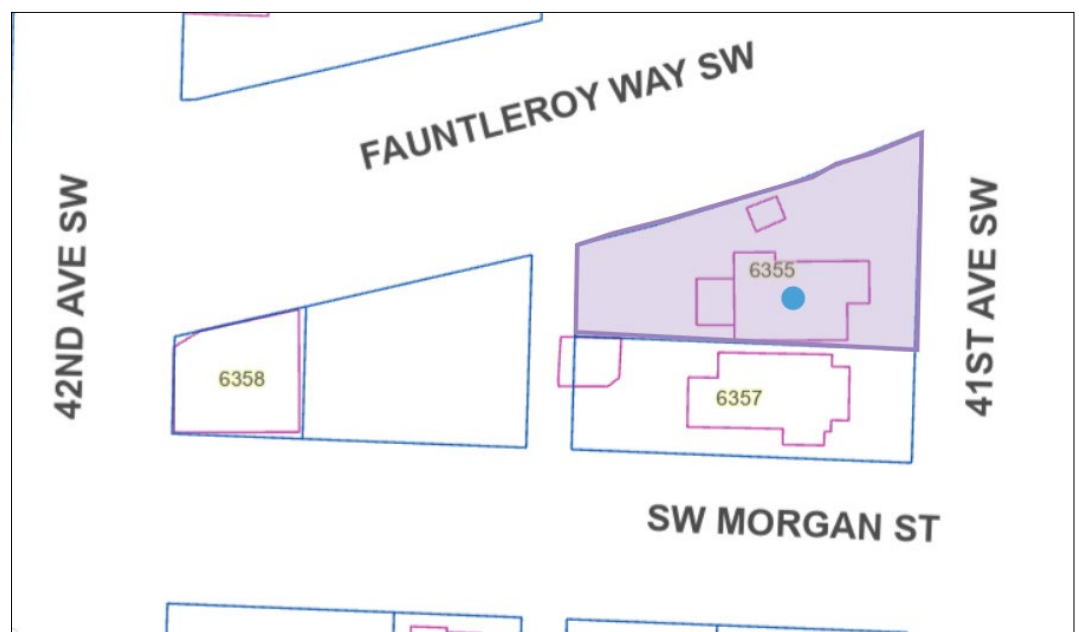 FAUNTLEROY WAY SW
42ND AVE SW
41ST AVE SW
6355
6358
6357
SW MORGAN ST